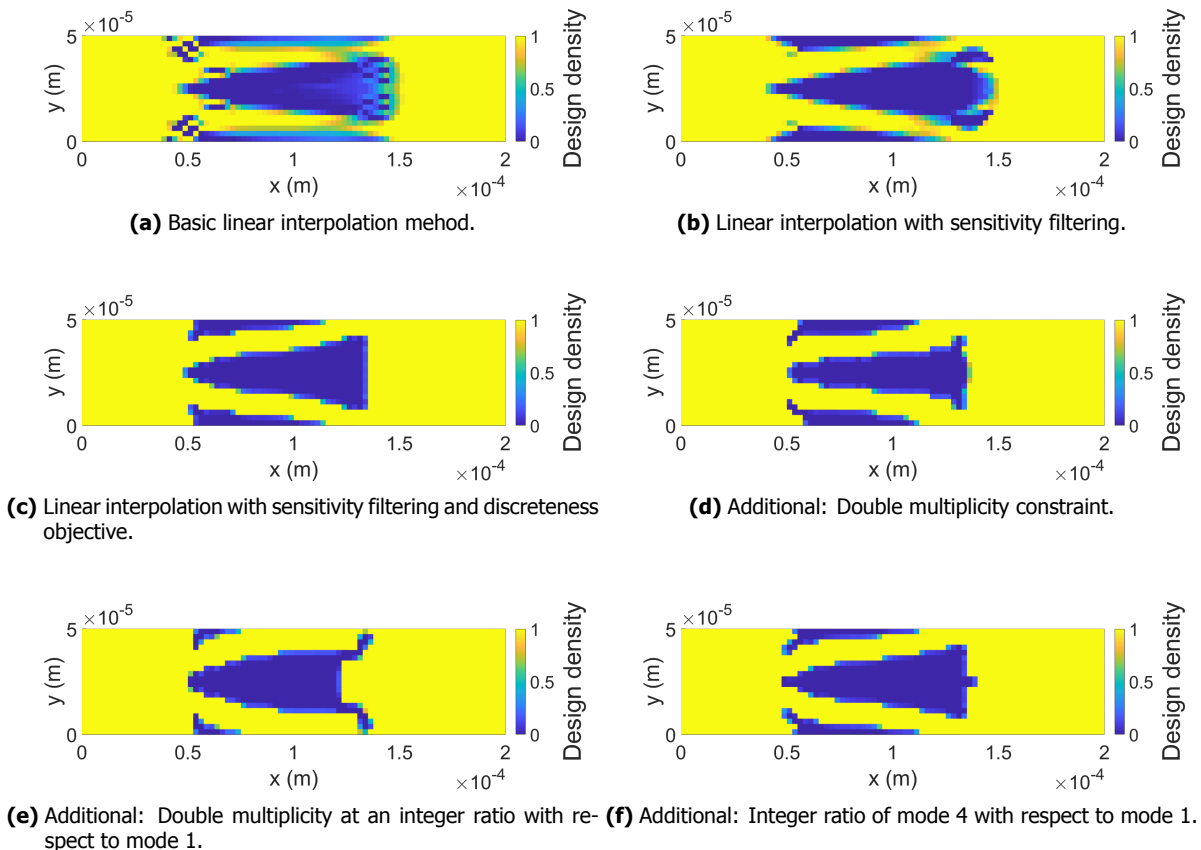 ×10-5
5
y (m)
0
0 0.5 1 1.5 2
x (m)
×10-4
1
0.5
0
Design density
(a) Basic linear interpolation mehod.
×10-5
5
y (m)
0
0 0.5 1 1.5 2
x (m)
×10-4
1
0.5
0
Design density
(b) Linear interpolation with sensitivity filtering.
×10-5
5
y (m)
0
0 0.5 1 1.5 2
x (m)
×10-4
1
0.5
0
Design density
(c) Linear interpolation with sensitivity filtering and discreteness
objective.
×10-5
5
y (m)
0
0 0.5 1 1.5 2
x (m)
×10-4
1
0.5
0
Design density
(d) Additional: Double multiplicity constraint.
×10-5
5
y (m)
0
0 0.5 1 1.5 2
x (m)
×10-4
1
0.5
0
Design density
(e) Additional: Double multiplicity at an integer ratio with re-
spect to mode 1.
×10-5
5
y (m)
0
0 0.5 1 1.5 2
x (m)
×10-4
1
0.5
0
Design density
(f) Additional: Integer ratio of mode 4 with respect to mode 1.